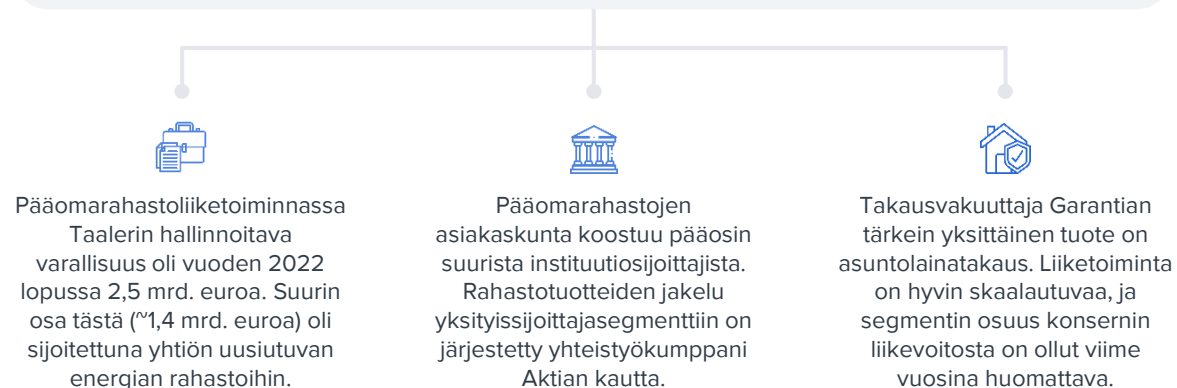 Pääomarahastoliiketoiminnassa
Taalerin hallinnoitava
varallisuus oli vuoden 2022
lopussa 2,5 mrd. euroa. Suurin
osa tästä (~1,4 mrd. euroa) oli
sijoitettuna yhtiön uusiutuvan
energian rahastoihin.
Pääomarahastojen
asiakaskunta koostuu pääosin
suurista instituutiosijoittajista.
Rahastotuotteiden jakelu
yksityissijoittajasegmenttiin on
järjestetty yhteistyökumppani
Aktian kautta.
Takausvakuuttaja Garantian
tärkein yksittäinen tuote on
asuntolainatakaus. Liiketoiminta
on hyvin skaalautuvaa, ja
segmentin osuus konsernin
liikevoitosta on ollut viime
vuosina huomattava.